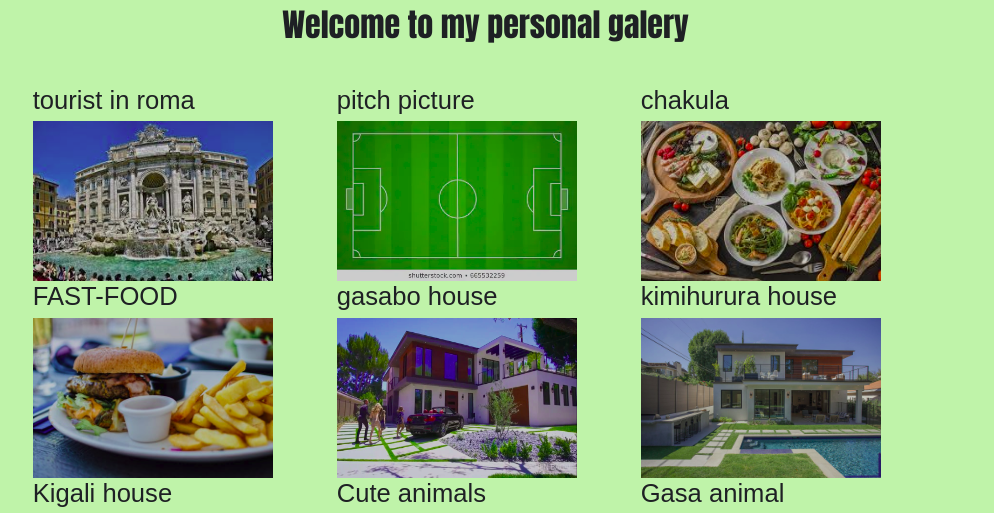 Welcome to my personal galery
tourist in roma
pitch picture
chakula
shutterstock.com • 665532259
FAST-FOOD
gasabo house
kimihurura house
Kigali house
Cute animals
Gasa animal